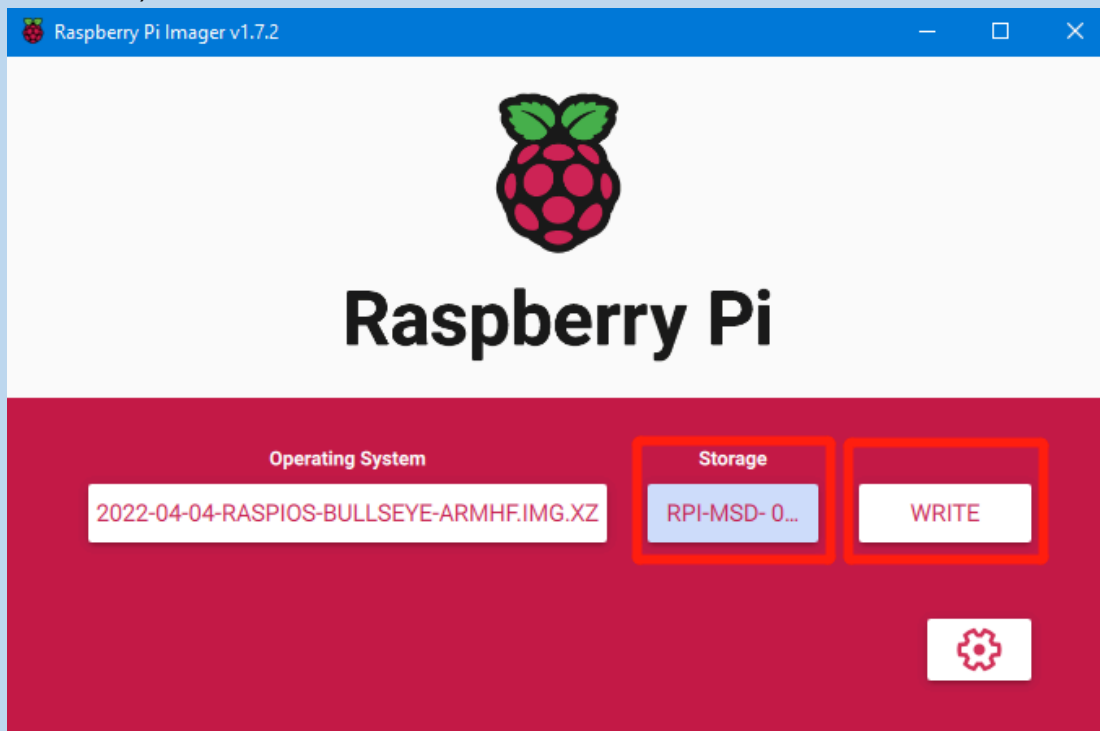 Raspberry Pi Imager v1.7.2
Raspberry Pi
Operating System
Storage
2022-04-04-RASPIOS-BULLSEYE-ARMHF.IMG.XZ
RPI-MSD- 0...
WRITE